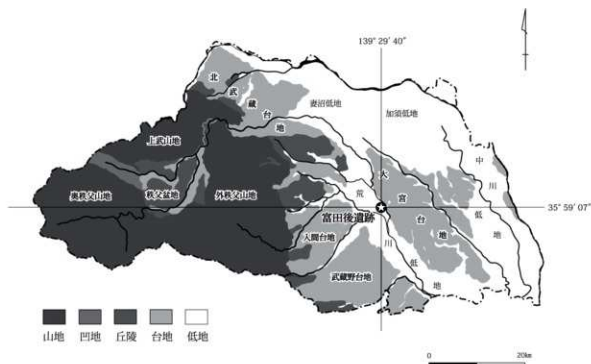 139° 29′ 40″
北武蔵台地
妻沼低地
加須低地
上武山地
中川低地
大宮台地
奥秩父山地
秩父盆地
外秩父山地
荒川低地
35° 59′ 07″
富田後遺跡
入間台地
武蔵野台地
山地
凹地
丘陵
台地
低地
0
20km